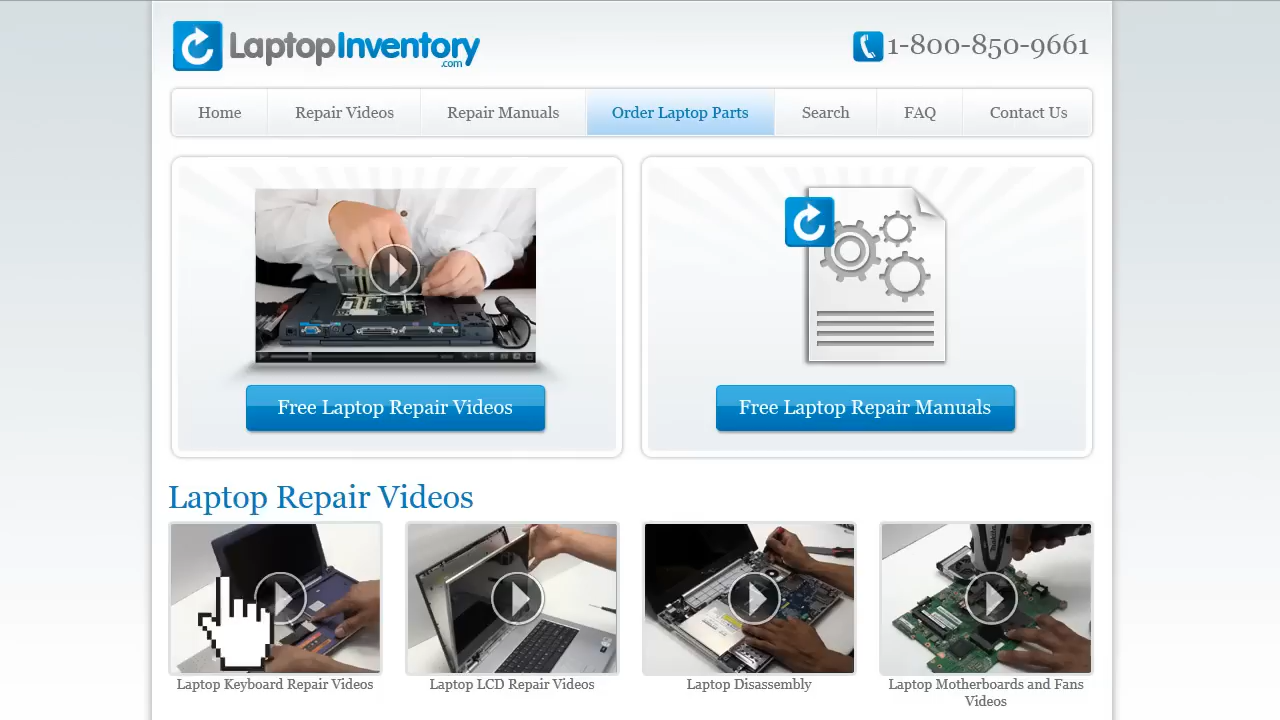 LaptopInventory
.com
1-800-850-9661
Home
Repair Videos
Repair Manuals
Order Laptop Parts
Search
FAQ
Contact Us
Free Laptop Repair Videos
Free Laptop Repair Manuals
Laptop Repair Videos
Laptop Keyboard Repair Videos
Laptop LCD Repair Videos
Laptop Disassembly
Laptop Motherboards and Fans
Videos